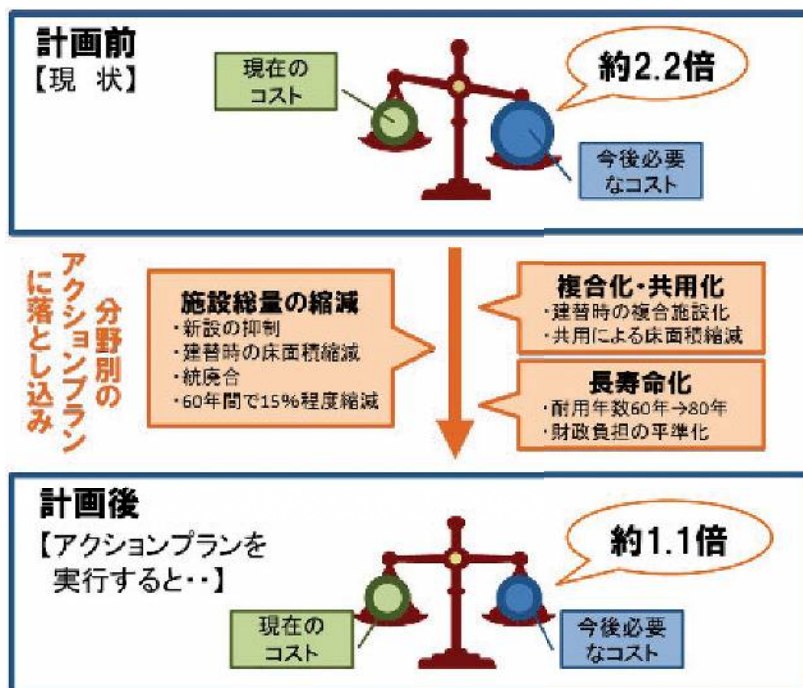 計画前
【現 状】
現在の
コスト
約2.2倍
今後必要
なコスト
分野別の
アクションプラン
に落とし込み
施設総量の縮減
・新設の抑制
・建替時の床面積縮減
・統廃合
・60年間で15%程度縮減
複合化・共用化
・建替時の複合施設化
・共用による床面積縮減
長寿命化
・耐用年数60年→80年
・財政負担の平準化
計画後
【アクションプランを
実行すると・・】
現在の
コスト
約1.1倍
今後必要
なコスト